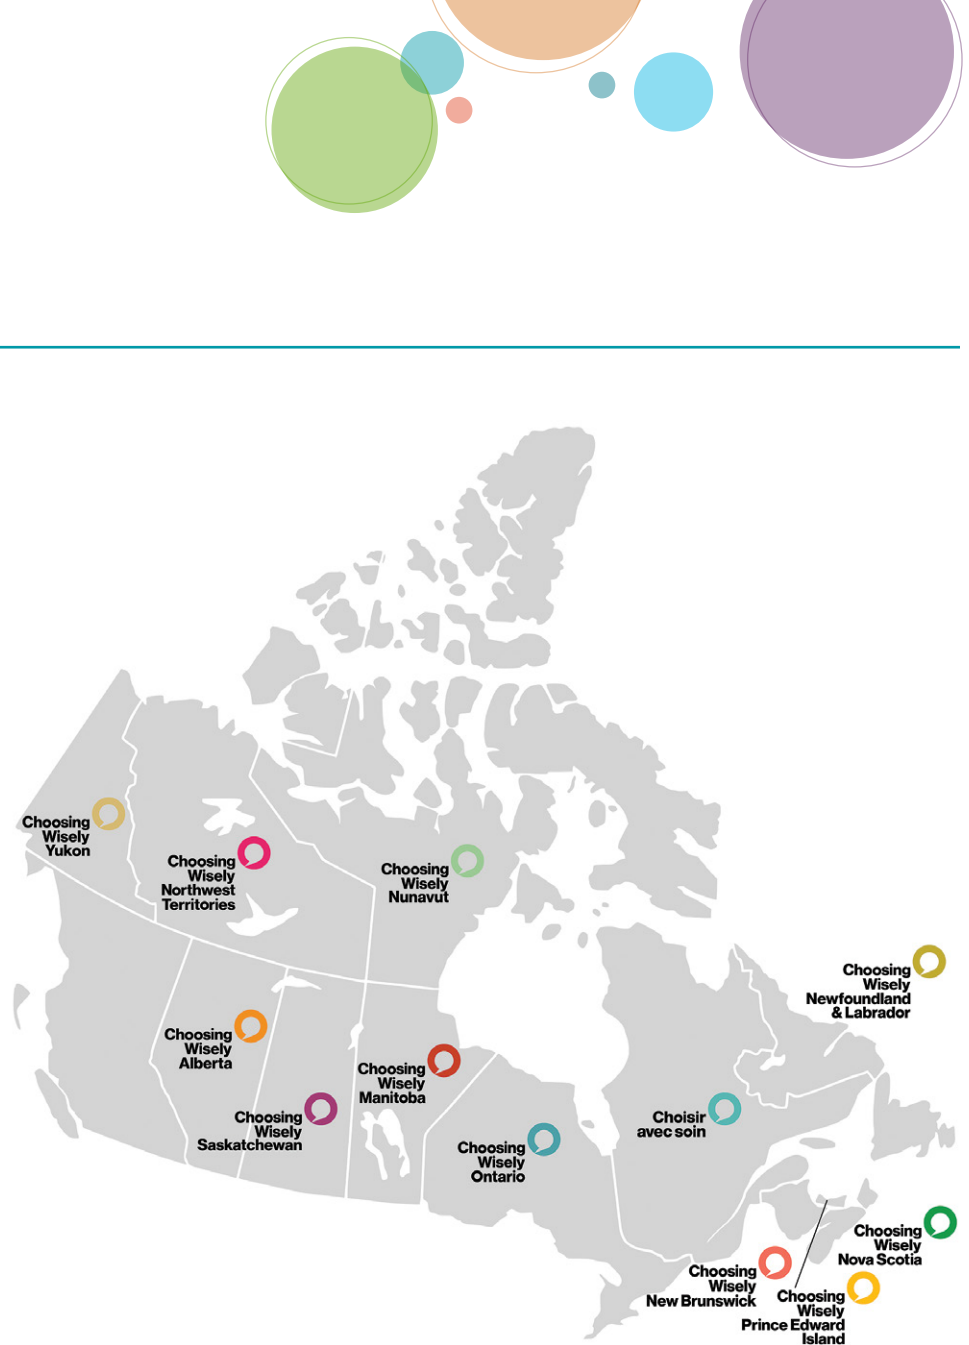 Choosing
Wisely
Yukon
Choosing
Wisely
Northwest
Territories
Choosing
Wisely
Nunavut
Choosing
Wisely
Newfoundland
& Labrador
Choosing
Wisely
Alberta
Choosing
Wisely
Manitoba
Choosing
Wisely
Saskatchewan
Choosing
Wisely
Ontario
Choisir
avec soin
Choosing
Wisely
Nova Scotia
Choosing
Wisely
New Brunswick
Choosing
Wisely
Prince Edward
Island